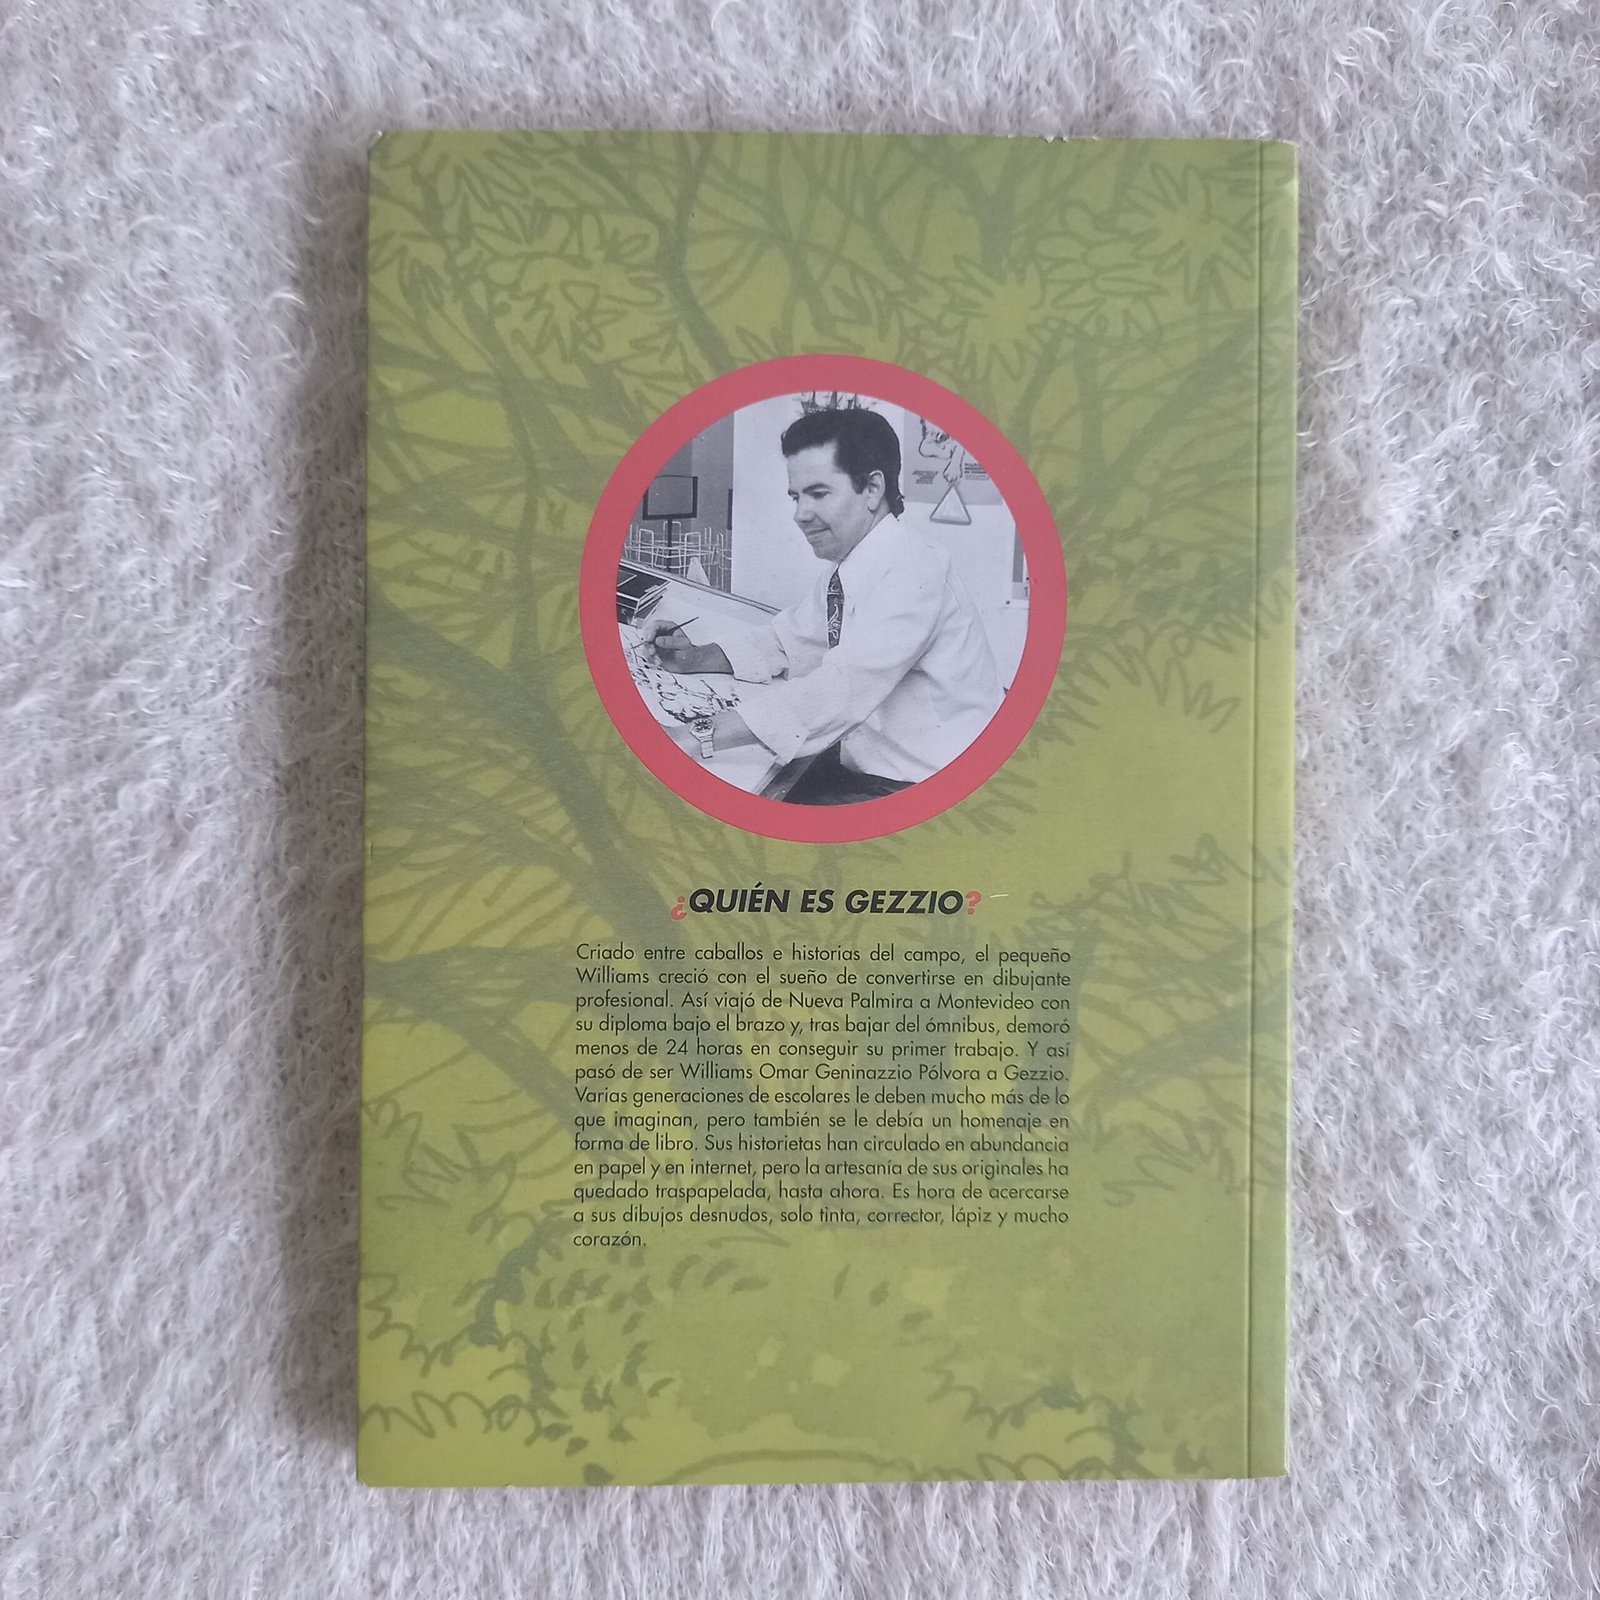 ¿QUIÉN ES GEZZIO?
Criado entre caballos e historias del campo, el pequeño
Williams creció con el sueño de convertirse en dibujante
profesional. Así viajó de Nueva Palmira a Montevideo con
su diploma bajo el brazo y, tras bajar del ómnibus, demoró
menos de 24 horas en conseguir su primer trabajo. Y así
pasó de ser Williams Omar Geninazzio Pólvora a Gezzio.
Varias generaciones de escolares le deben mucho más de lo
que imaginan, pero también se le debía un homenaje en
forma de libro. Sus historietas han circulado en abundancia
en papel y en internet, pero la artesanía de sus originales ha
quedado traspapelada, hasta ahora. Es hora de acercarse
a sus dibujos desnudos, solo tinta, corrector, lápiz y mucho
corazón.